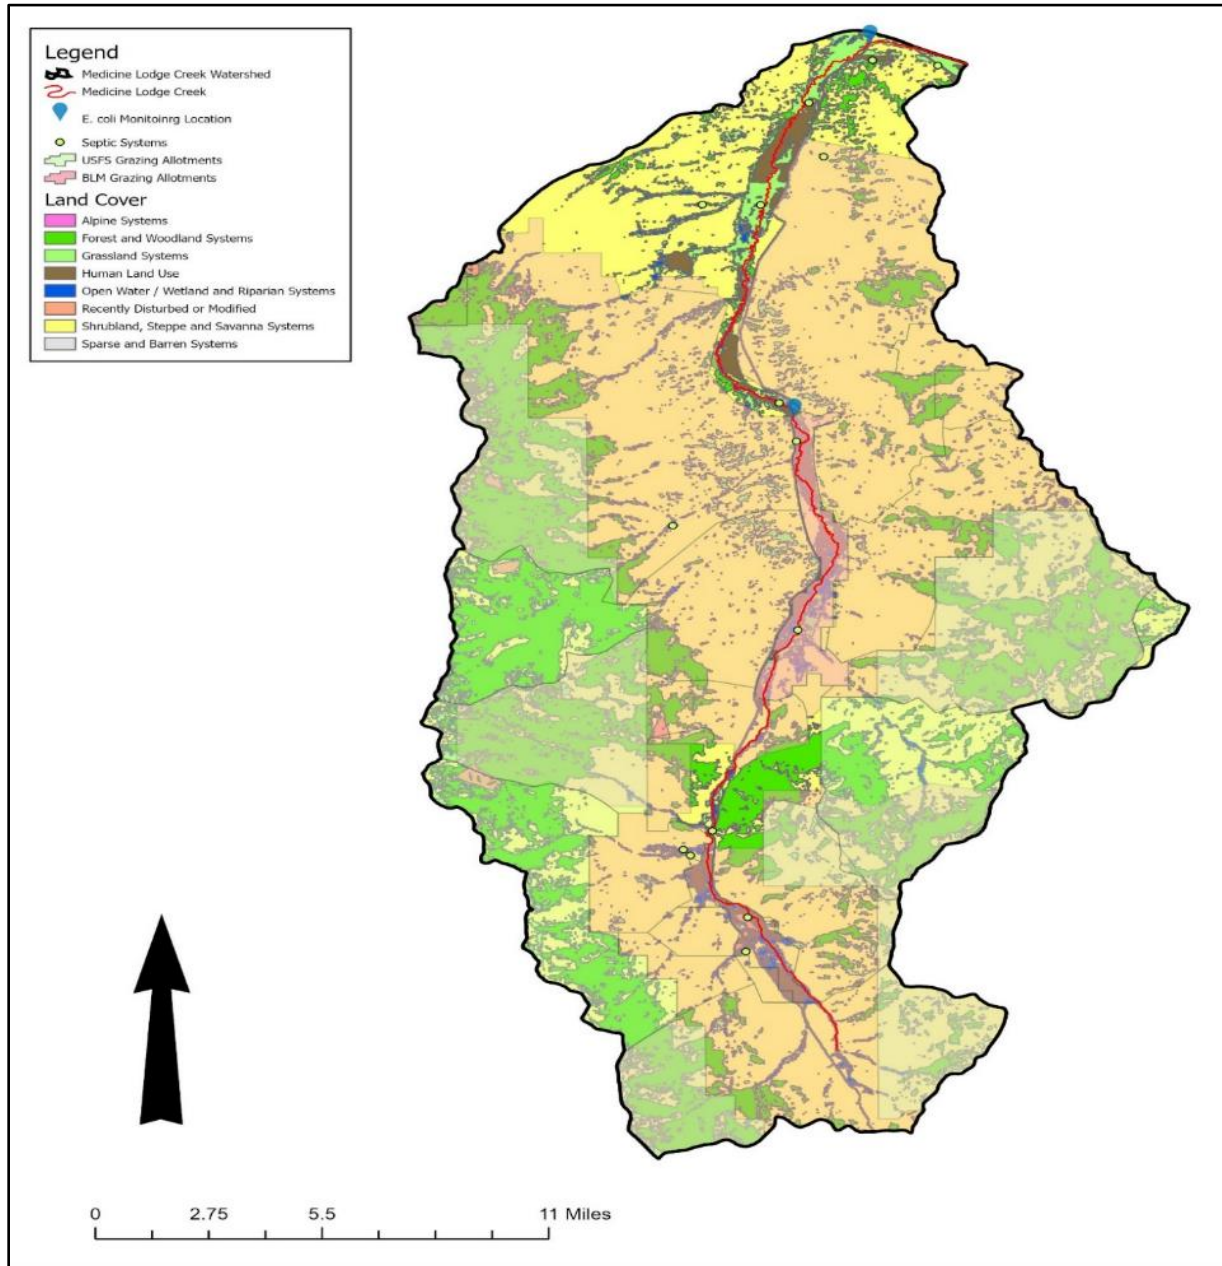 Legend
Medicine Lodge Creek Watershed
Medicine Lodge Creek
E. coli Monitoinrg Location
Septic Systems
USFS Grazing Allotments
BLM Grazing Allotments
Land Cover
Alpine Systems
Forest and Woodland Systems
Grassland Systems
Human Land Use
Open Water / Wetland and Riparian Systems
Recently Disturbed or Modified
Shrubland, Steppe and Savanna Systems
Sparse and Barren Systems
0 2.75 5.5 11 Miles